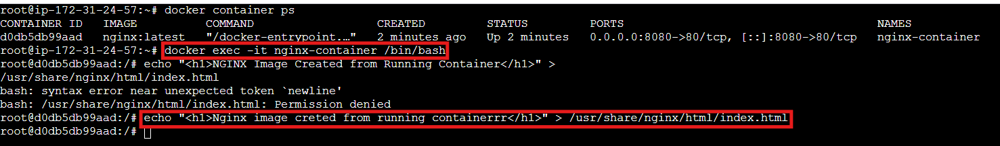 root@ip-172-31-24-57:~# docker container ps
CONTAINER ID   IMAGE          COMMAND                  CREATED         STATUS         PORTS                                     NAMES
d0db5db99aad   nginx:latest   "/docker-entrypoint.…"   2 minutes ago   Up 2 minutes   0.0.0.0:8080->80/tcp, [::]:8080->80/tcp   nginx-container
root@ip-172-31-24-57:~# docker exec -it nginx-container /bin/bash
root@d0db5db99aad:/# echo "<h1>NGINX Image Created from Running Container</h1>" >
/usr/share/nginx/html/index.html
bash: syntax error near unexpected token `newline'
bash: /usr/share/nginx/html/index.html: Permission denied
root@d0db5db99aad:/# echo "<h1>Nginx image creted from running containerrr</h1>" > /usr/share/nginx/html/index.html
root@d0db5db99aad:/#